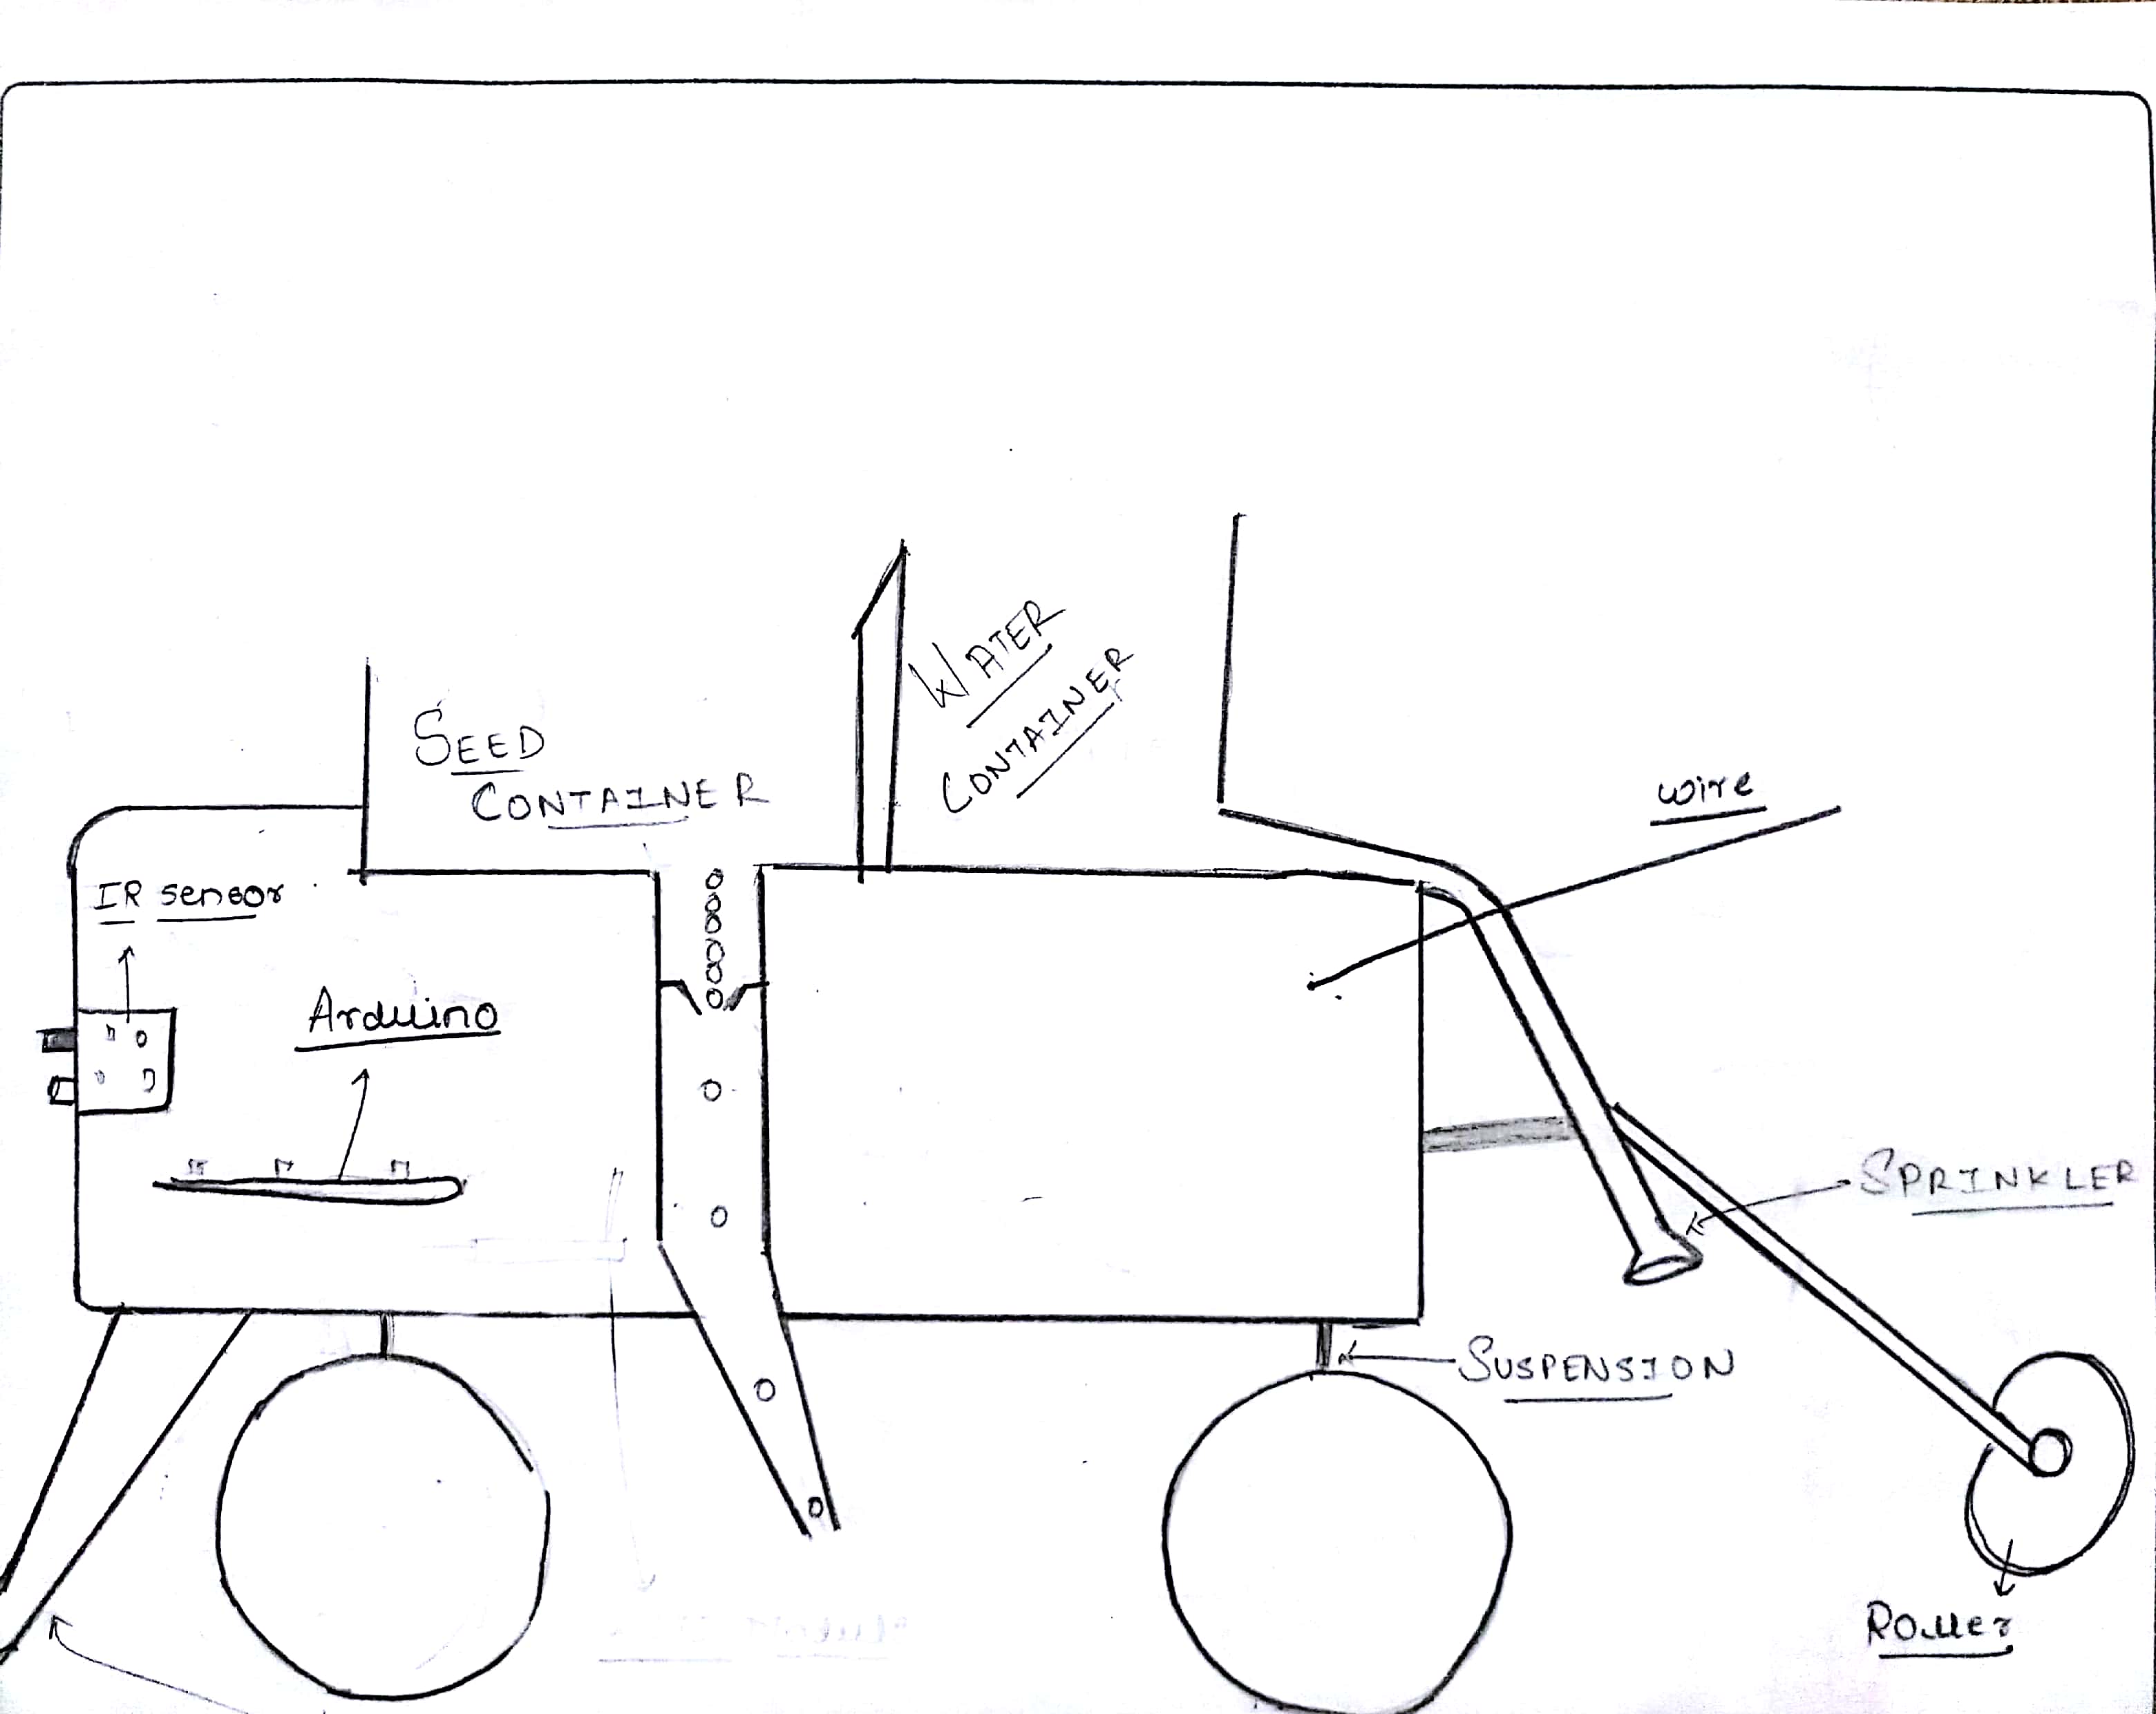 WATER
CONTAINER
SEED
CONTAINER
wire
IR sensor
Arduino
SPRINKLER
SUSPENSION
Roller